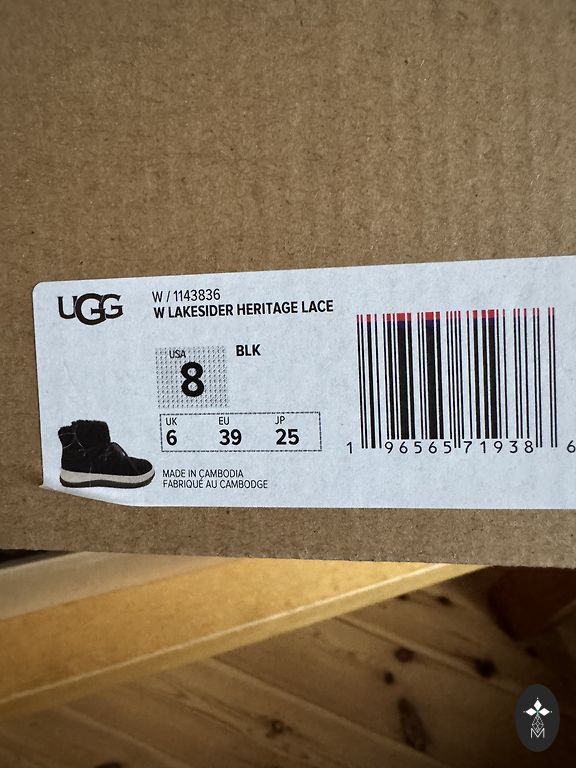 UGG
W / 1143836
W LAKESIDER HERITAGE LACE
USA
8
BLK
UK EU JP
6 39 25
MADE IN CAMBODIA
FABRIQUÉ AU CAMBODGE
1 96565 71938 6
M